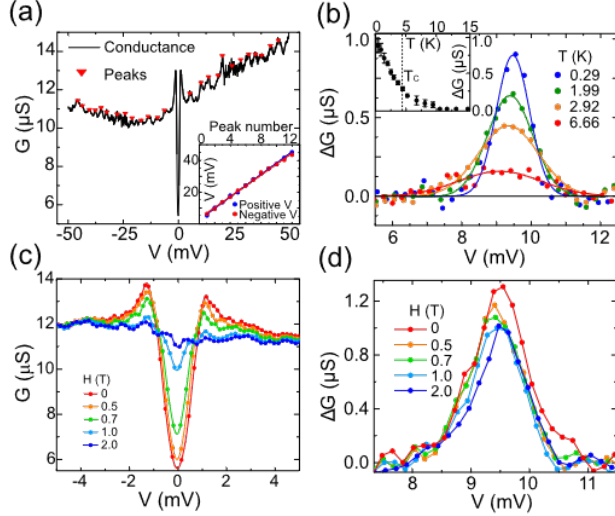 (a)
14
12
10
8
6
G (μS)
Conductance
Peaks
-50
-25
0
25
50
V (mV)
Peak number
0
4
8
12
40
0
V (mV)
Positive V
Negative V
(b)
0
5
10
15
T (K)
T_C
ΔG (μS)
1.0
0.5
0.0
T (K)
0.29
1.99
2.92
6.66
0.45
0.30
0.15
0.00
ΔG (μS)
6
8
10
12
V (mV)
(c)
14
12
10
8
6
G (μS)
H (T)
0
0.5
0.7
1.0
2.0
-4
-2
0
2
4
V (mV)
(d)
1.2
0.8
0.4
0.0
ΔG (μS)
H (T)
0
0.5
0.7
1.0
2.0
8
9
10
11
V (mV)